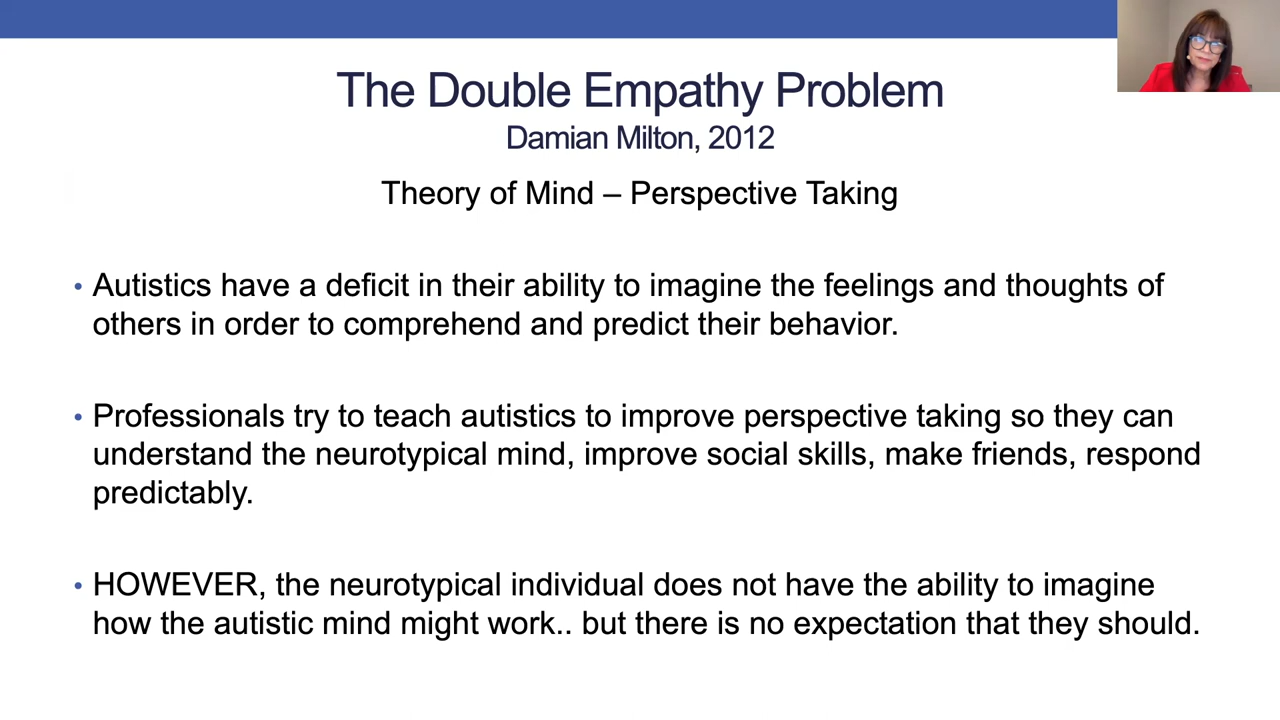 The Double Empathy Problem
Damian Milton, 2012
Theory of Mind – Perspective Taking
• Autistics have a deficit in their ability to imagine the feelings and thoughts of
others in order to comprehend and predict their behavior.
• Professionals try to teach autistics to improve perspective taking so they can
understand the neurotypical mind, improve social skills, make friends, respond
predictably.
• HOWEVER, the neurotypical individual does not have the ability to imagine
how the autistic mind might work.. but there is no expectation that they should.